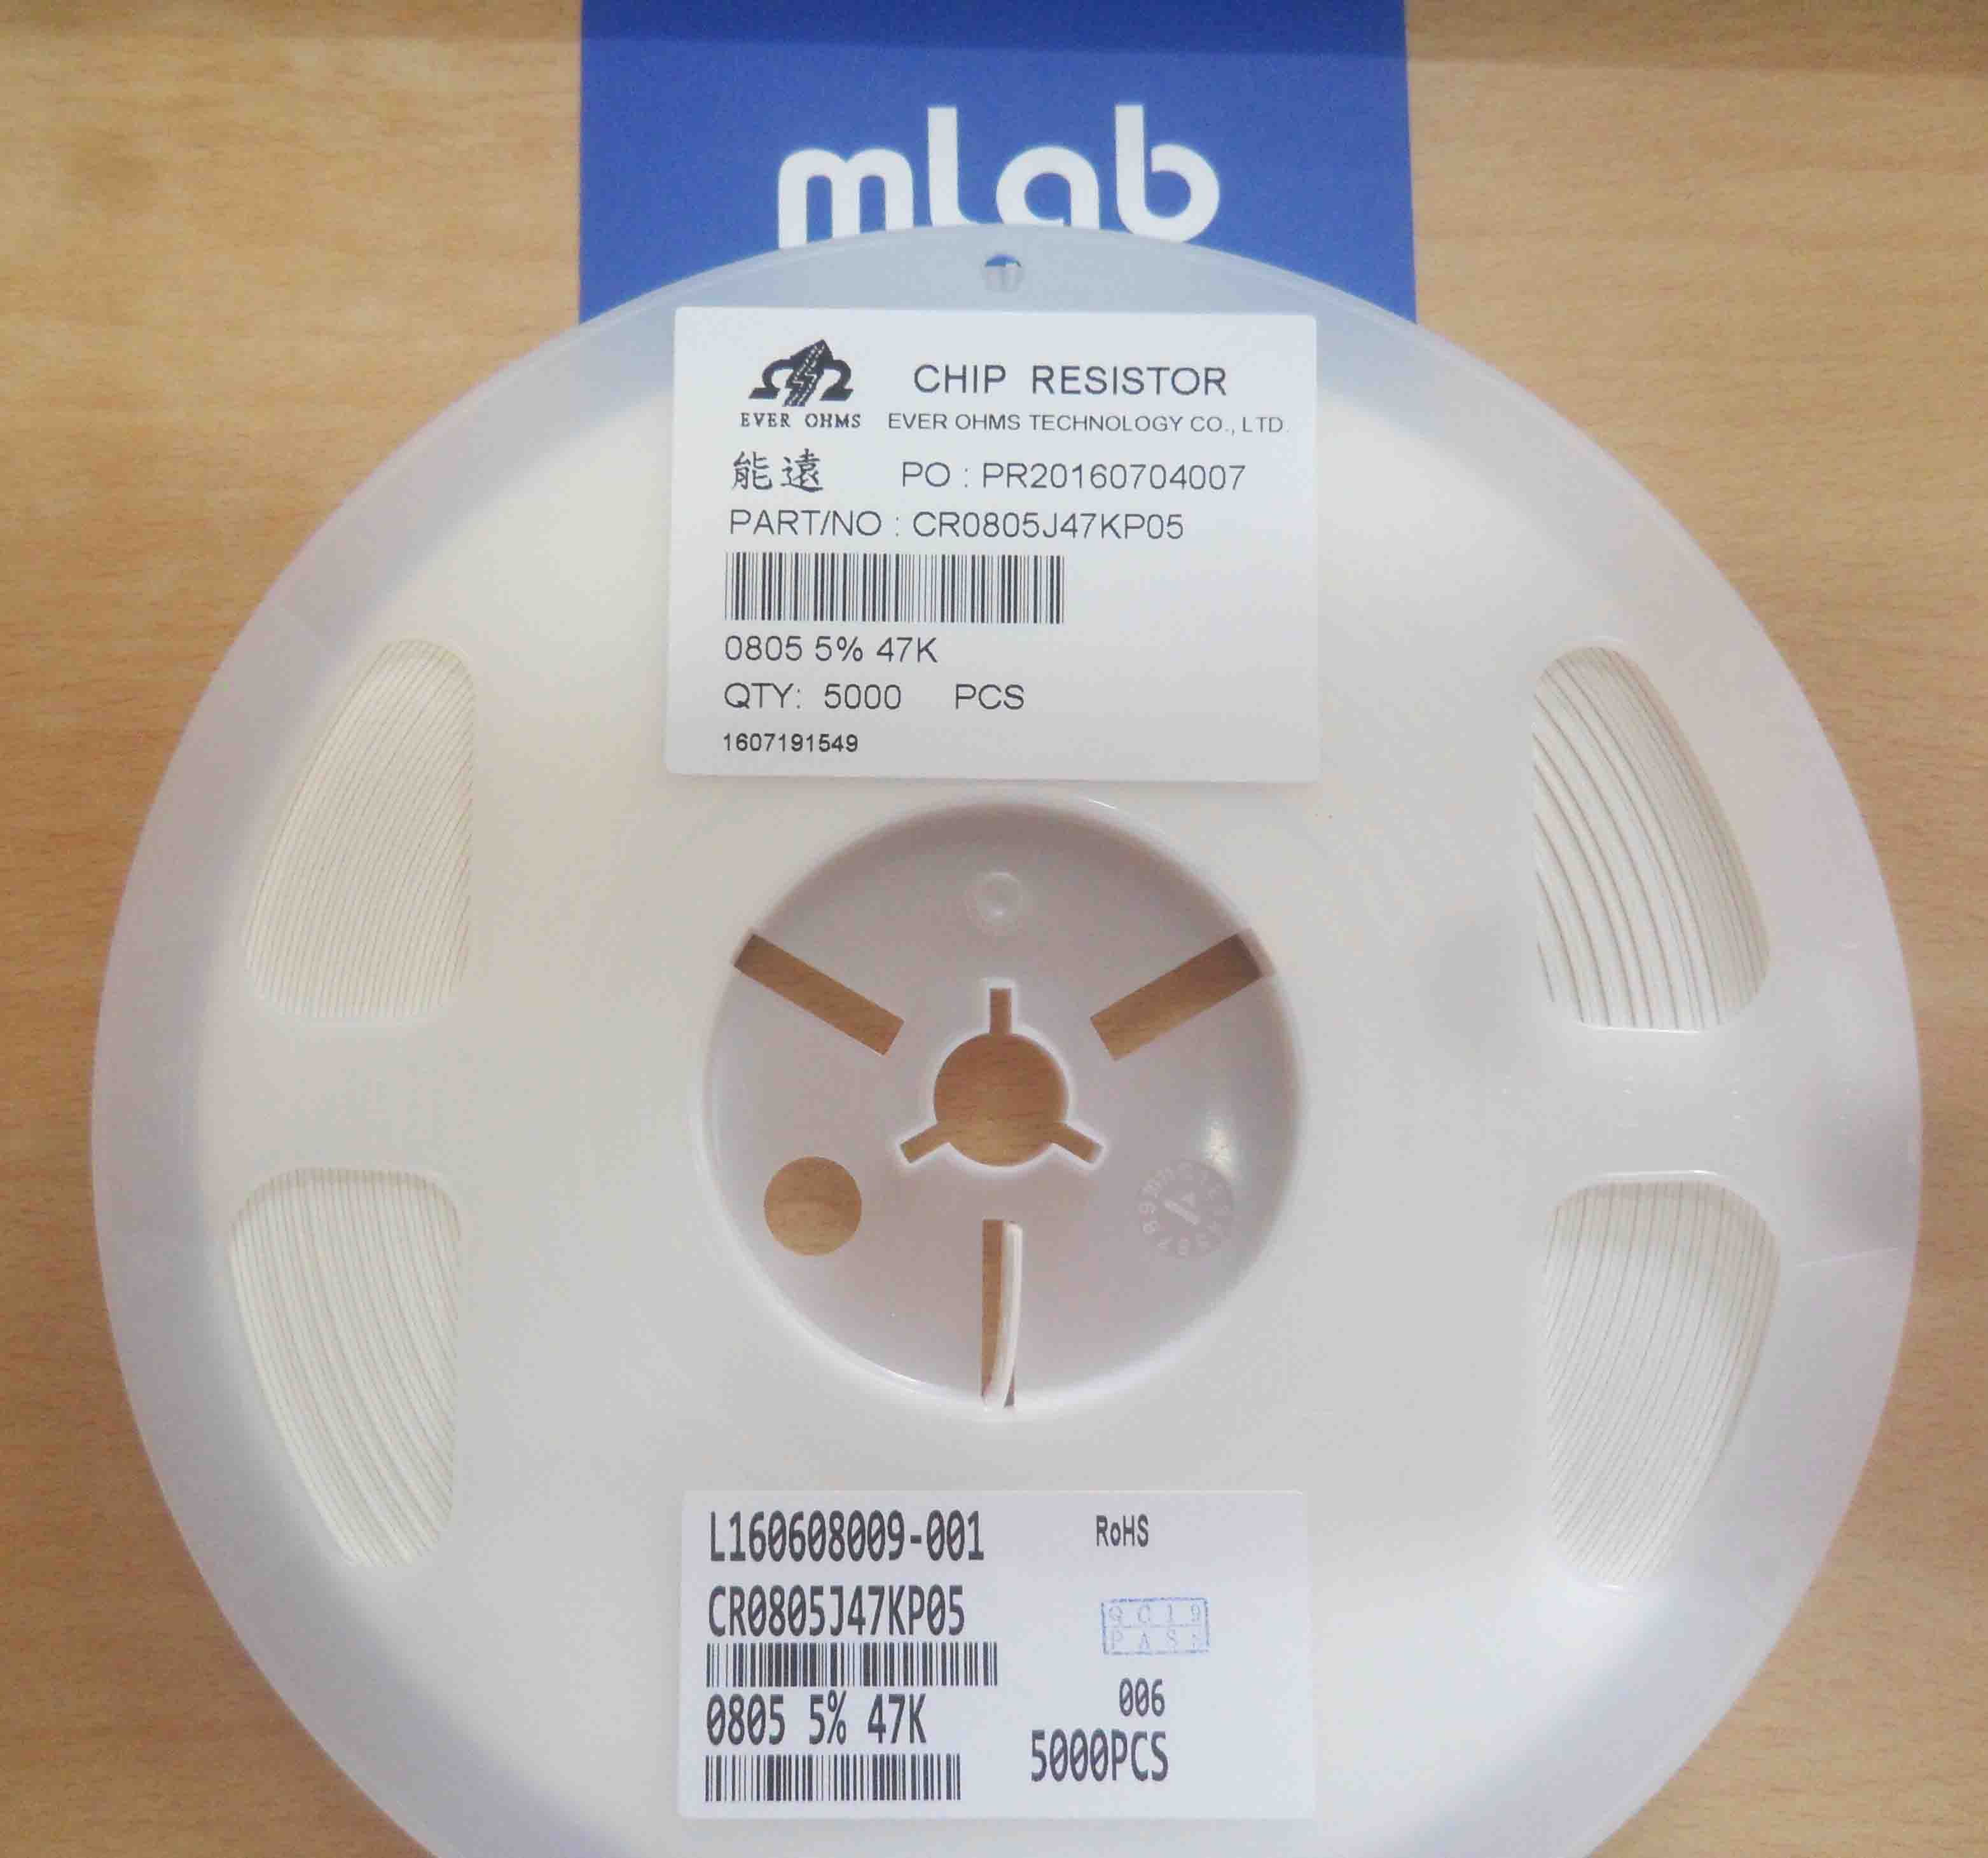 mlab
CHIP RESISTOR
EVER OHMS
EVER OHMS TECHNOLOGY CO., LTD
能遠
PO : PR20160704007
PART/NO : CR0805J47KP05
0805 5% 47K
QTY: 5000 PCS
1607191549
L160608009-001
RoHS
CR0805J47KP05
QC19
PASS
0805 5% 47K
006
5000PCS